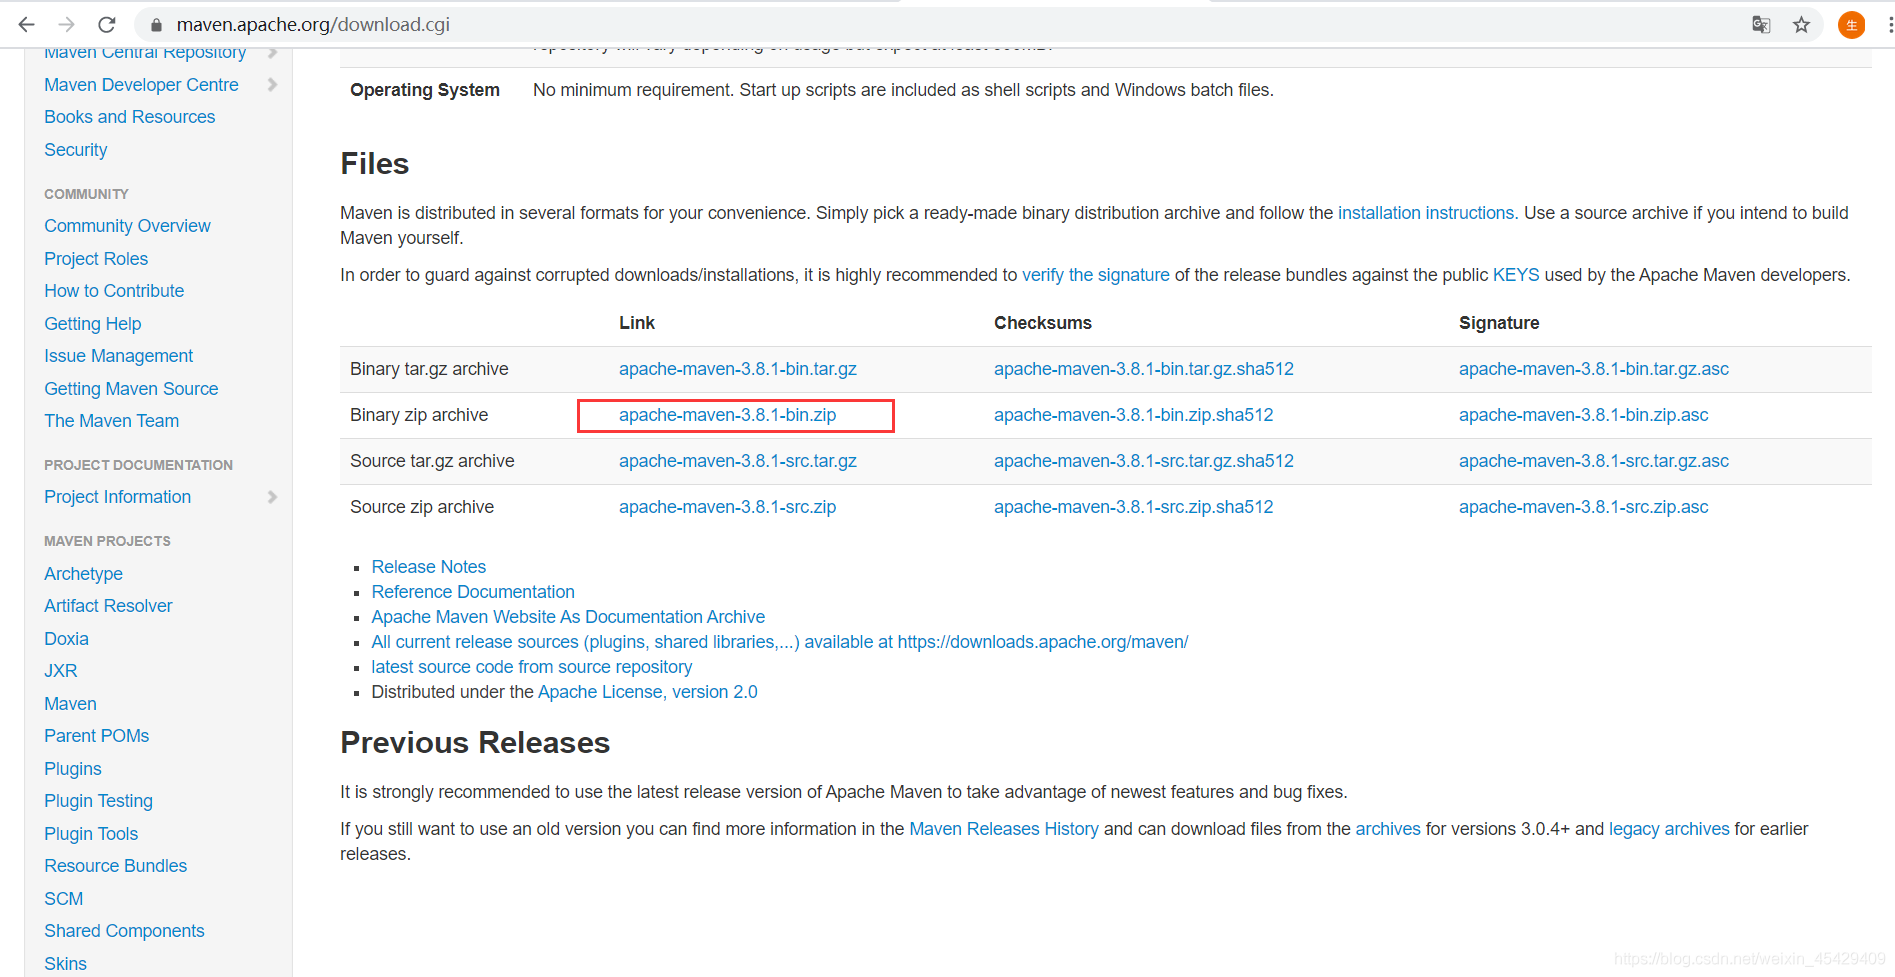 maven.apache.org/download.cgi
生
Maven Central Repository
Maven Developer Centre
Books and Resources
Security
COMMUNITY
Community Overview
Project Roles
How to Contribute
Getting Help
Issue Management
Getting Maven Source
The Maven Team
PROJECT DOCUMENTATION
Project Information
MAVEN PROJECTS
Archetype
Artifact Resolver
Doxia
JXR
Maven
Parent POMs
Plugins
Plugin Testing
Plugin Tools
Resource Bundles
SCM
Shared Components
Skins
repository will vary depending on usage but expect at least 500MB.
Operating System No minimum requirement. Start up scripts are included as shell scripts and Windows batch files.
Files
Maven is distributed in several formats for your convenience. Simply pick a ready-made binary distribution archive and follow the installation instructions. Use a source archive if you intend to build
Maven yourself.
In order to guard against corrupted downloads/installations, it is highly recommended to verify the signature of the release bundles against the public KEYS used by the Apache Maven developers.
Link Checksums Signature
Binary tar.gz archive apache-maven-3.8.1-bin.tar.gz apache-maven-3.8.1-bin.tar.gz.sha512 apache-maven-3.8.1-bin.tar.gz.asc
Binary zip archive apache-maven-3.8.1-bin.zip apache-maven-3.8.1-bin.zip.sha512 apache-maven-3.8.1-bin.zip.asc
Source tar.gz archive apache-maven-3.8.1-src.tar.gz apache-maven-3.8.1-src.tar.gz.sha512 apache-maven-3.8.1-src.tar.gz.asc
Source zip archive apache-maven-3.8.1-src.zip apache-maven-3.8.1-src.zip.sha512 apache-maven-3.8.1-src.zip.asc
Release Notes
Reference Documentation
Apache Maven Website As Documentation Archive
All current release sources (plugins, shared libraries,...) available at https://downloads.apache.org/maven/
latest source code from source repository
Distributed under the Apache License, version 2.0
Previous Releases
It is strongly recommended to use the latest release version of Apache Maven to take advantage of newest features and bug fixes.
If you still want to use an old version you can find more information in the Maven Releases History and can download files from the archives for versions 3.0.4+ and legacy archives for earlier
releases.
https://blog.csdn.net/weixin_45429409